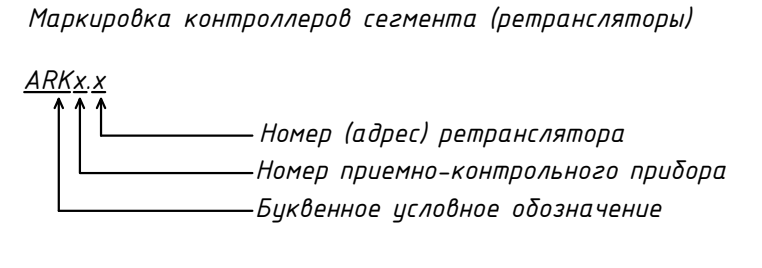 Маркировка контроллеров сегмента (ретрансляторы)
ARKx.x
Номер (адрес) ретранслятора
Номер приемно-контрольного прибора
Буквенное условное обозначение